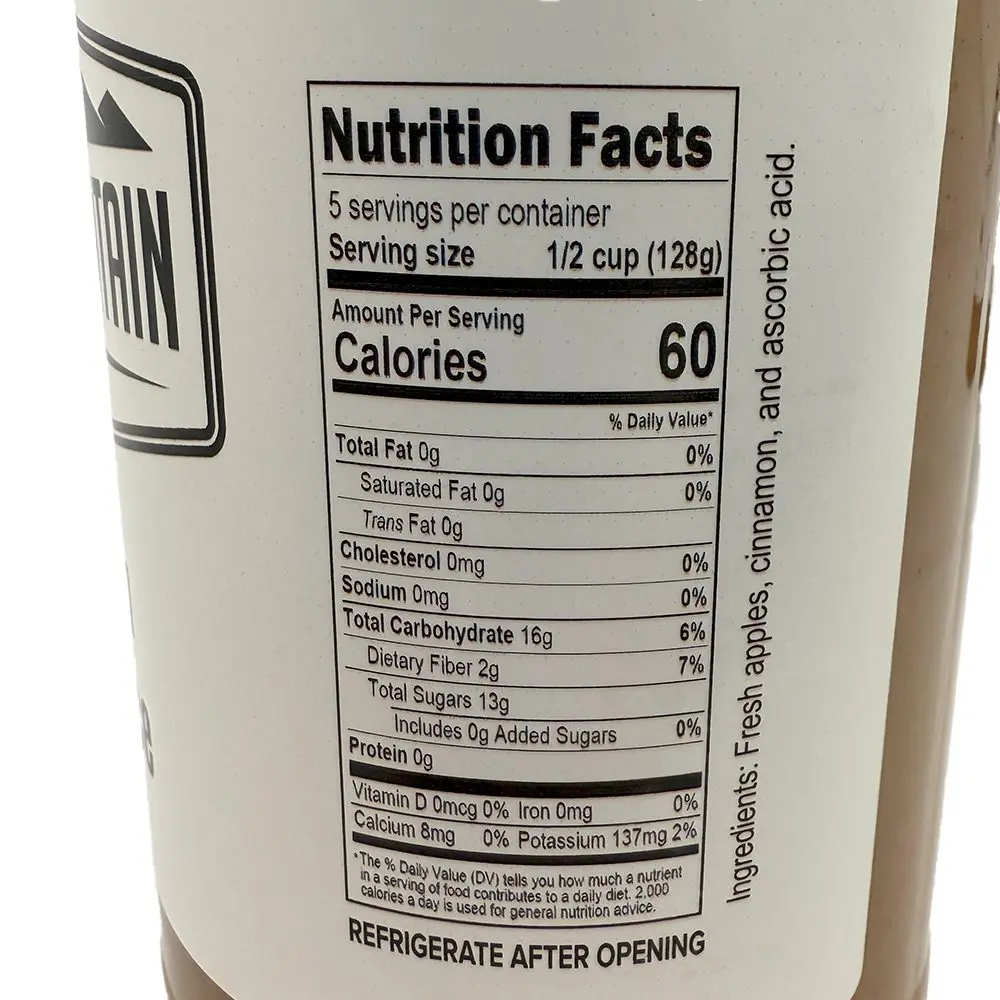 TAIN
Nutrition Facts
5 servings per container
Serving size 1/2 cup (128g)
Amount Per Serving
Calories 60
% Daily Value*
Total Fat 0g 0%
Saturated Fat 0g 0%
Trans Fat 0g
Cholesterol 0mg 0%
Sodium 0mg 0%
Total Carbohydrate 16g 6%
Dietary Fiber 2g 7%
Total Sugars 13g
Includes 0g Added Sugars 0%
Protein 0g
Vitamin D 0mcg 0% Iron 0mg 0%
Calcium 8mg 0% Potassium 137mg 2%
*The % Daily Value (DV) tells you how much a nutrient
in a serving of food contributes to a daily diet. 2,000
calories a day is used for general nutrition advice.
REFRIGERATE AFTER OPENING
Ingredients: Fresh apples, cinnamon, and ascorbic acid.